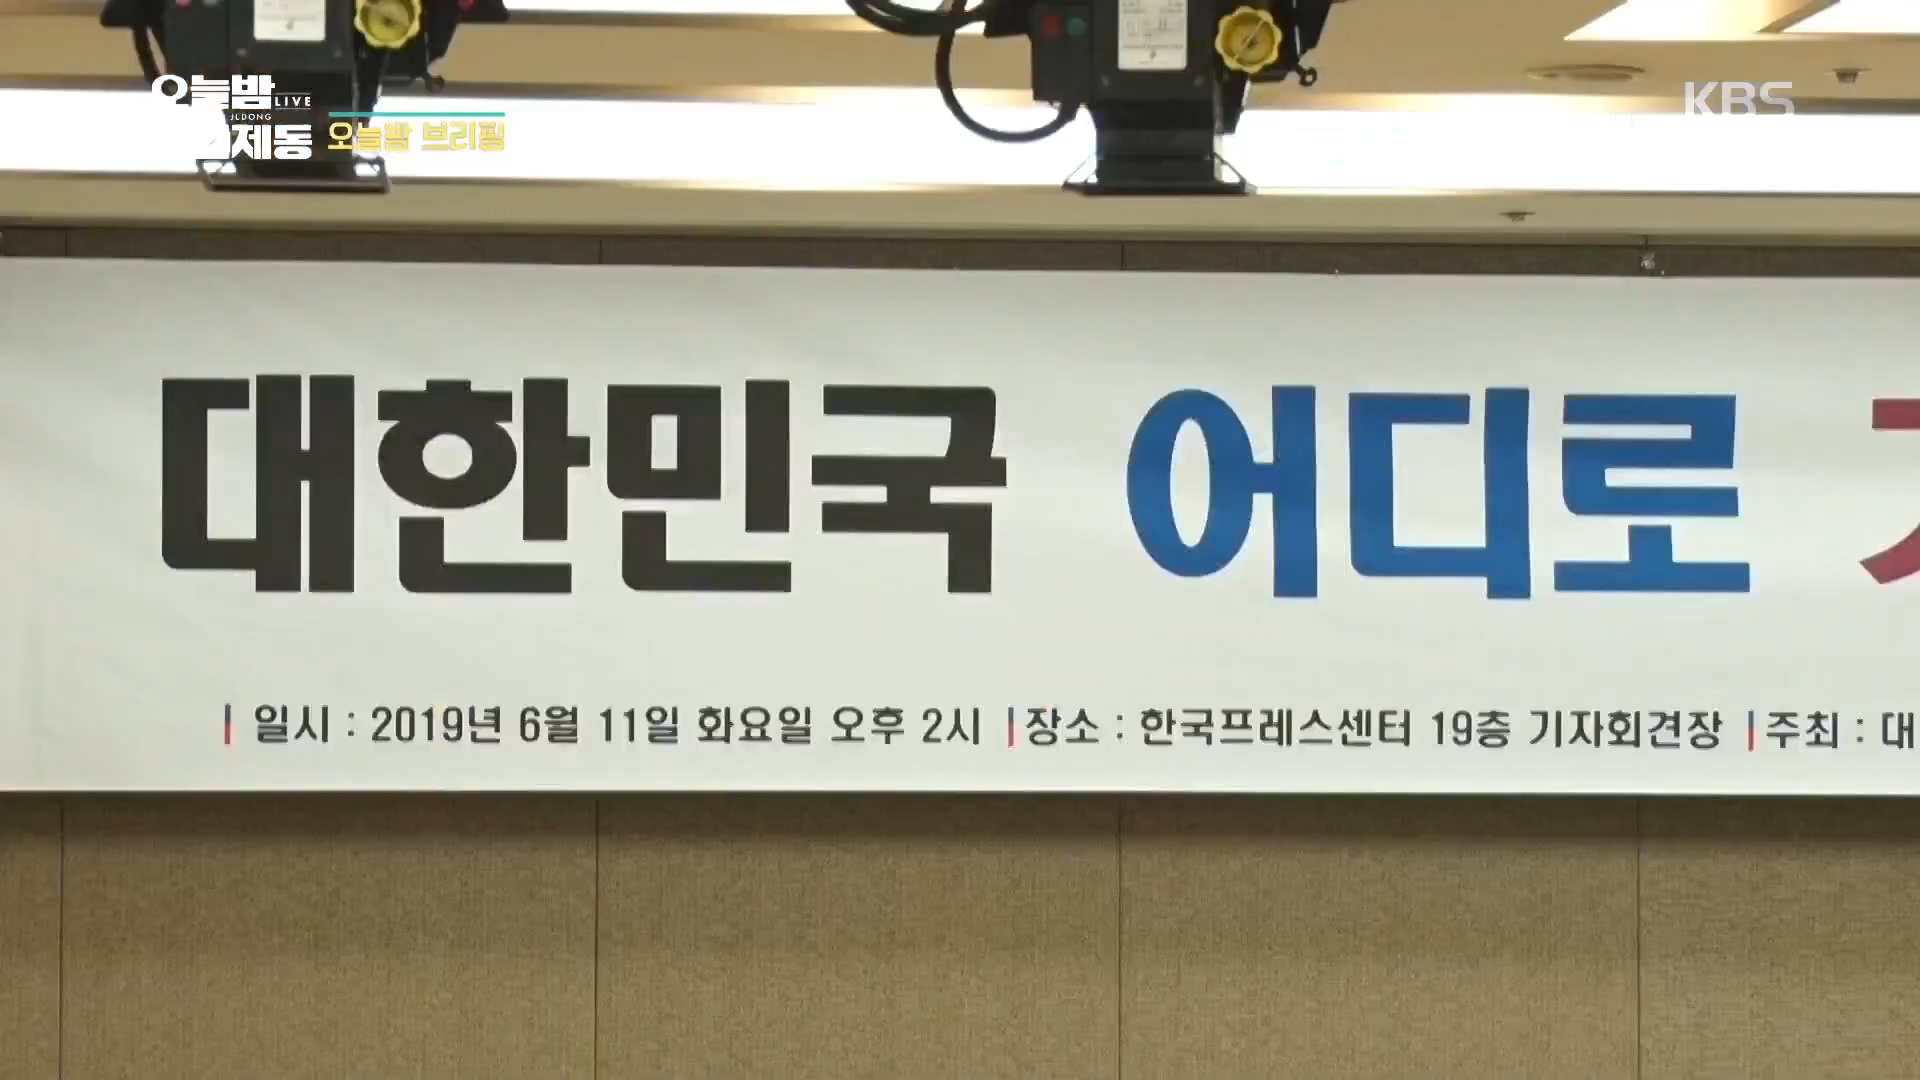 오늘밤
LIVE
JEDONG
제동
오늘밤 브리핑
KBS
대한민국 어디로
일시 : 2019년 6월 11일 화요일 오후 2시 | 장소 : 한국프레스센터 19층 기자회견장 | 주최 : 대